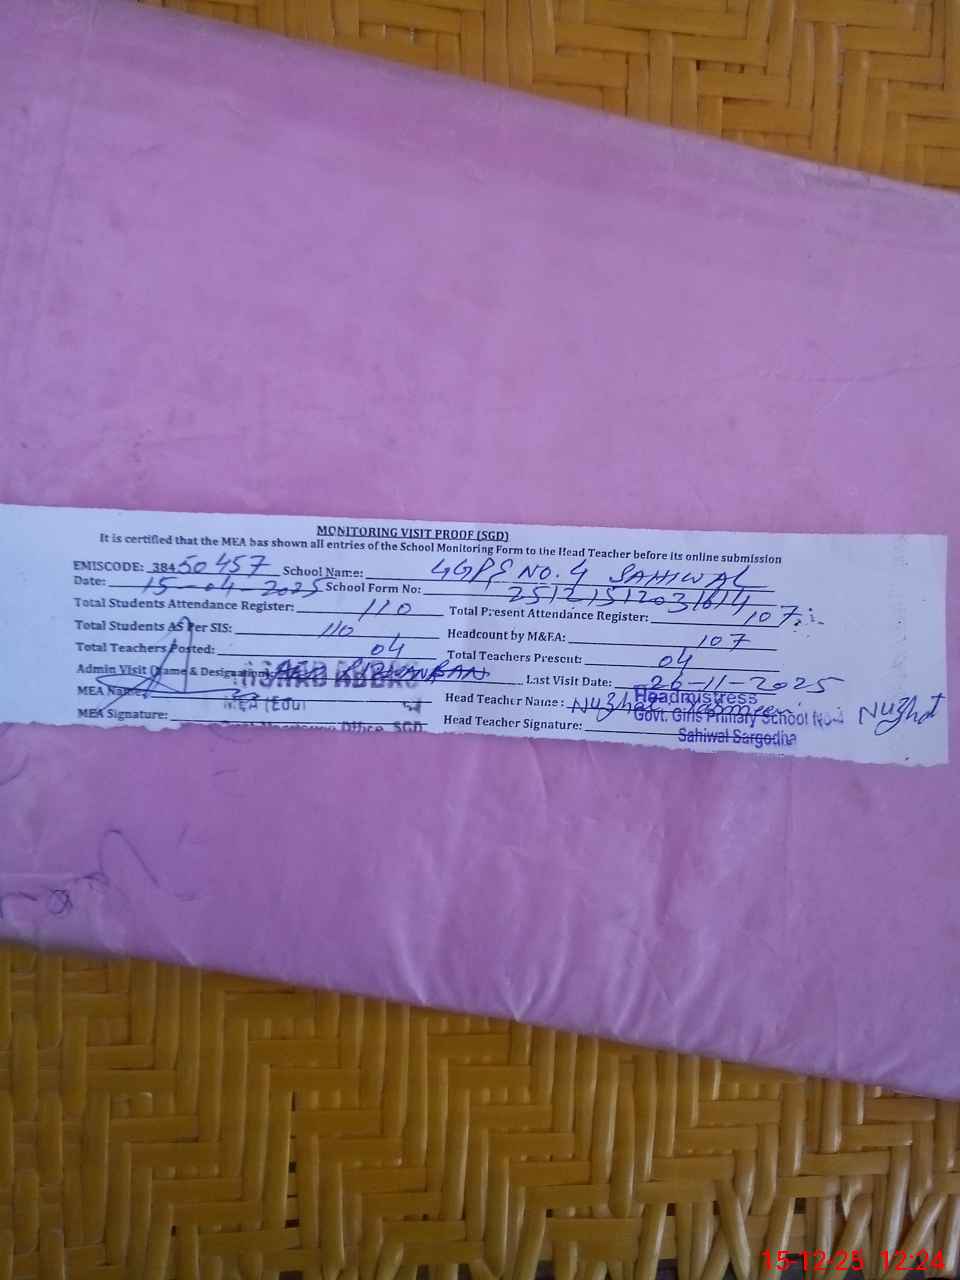 MONITORING VISIT PROOF (SGD)
It is certified that the MEA has shown all entries of the School Monitoring Form to the Head Teacher before its online submission
EMISCODE: 38450457 School Name: GGPS NO. 4 SAHIWAL
Date: 15-04-2025 School Form No:
Total Students Attendance Register: 110 Total Present Attendance Register: 107
Total Students AS Per SIS: 110 Headcount by M&EA: 107
Total Teachers Posted: 04 Total Teachers Present: 04
Admin Visit (Name & Designation) Last Visit Date: 26-11-2025
MEA Name: MEA (Edu) Head Teacher Name: Nuzhat Yasmeen Nuzhat
MEA Signature: Office, SGD Head Teacher Signature:
Headmistress
Govt. Girls Primary School No-4
Sahiwal Sargodha
15-12-25 12:24